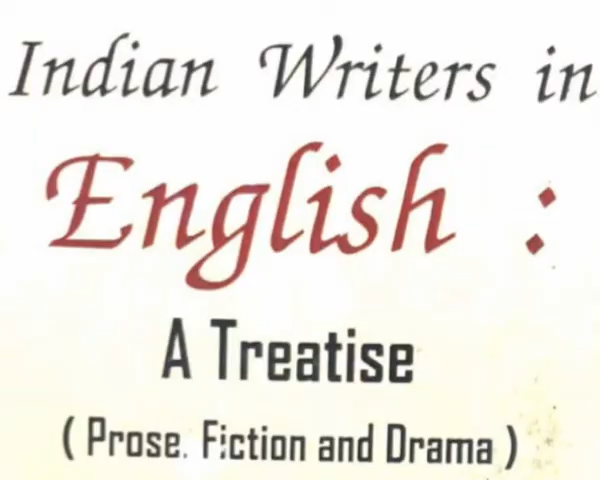 Indian Writers in
English :
A Treatise
( Prose. Fiction and Drama )